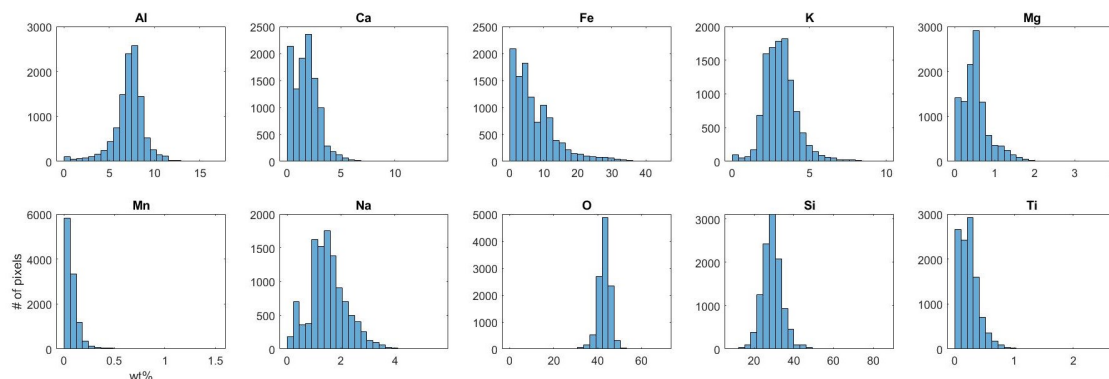 Al Ca Fe K Mg
3000 2500 2500 2000 3000
2000 1500
2000 1500 1500 2000
1000
1000 1000 1000 1000
500 500 500
0 0 0 0 0
0 5 10 15 0 5 10 0 10 20 30 40 0 5 10 0 1 2 3
Mn Na O Si Ti
6000 2000 5000 3000 3000
1500 4000
4000 2000 2000
1000 3000
2000 2000 1000 1000
500 1000
0 0 0 0 0
0 0.5 1 1.5 0 2 4 0 20 40 60 20 40 60 80 0 1 2
# of pixels
wt%